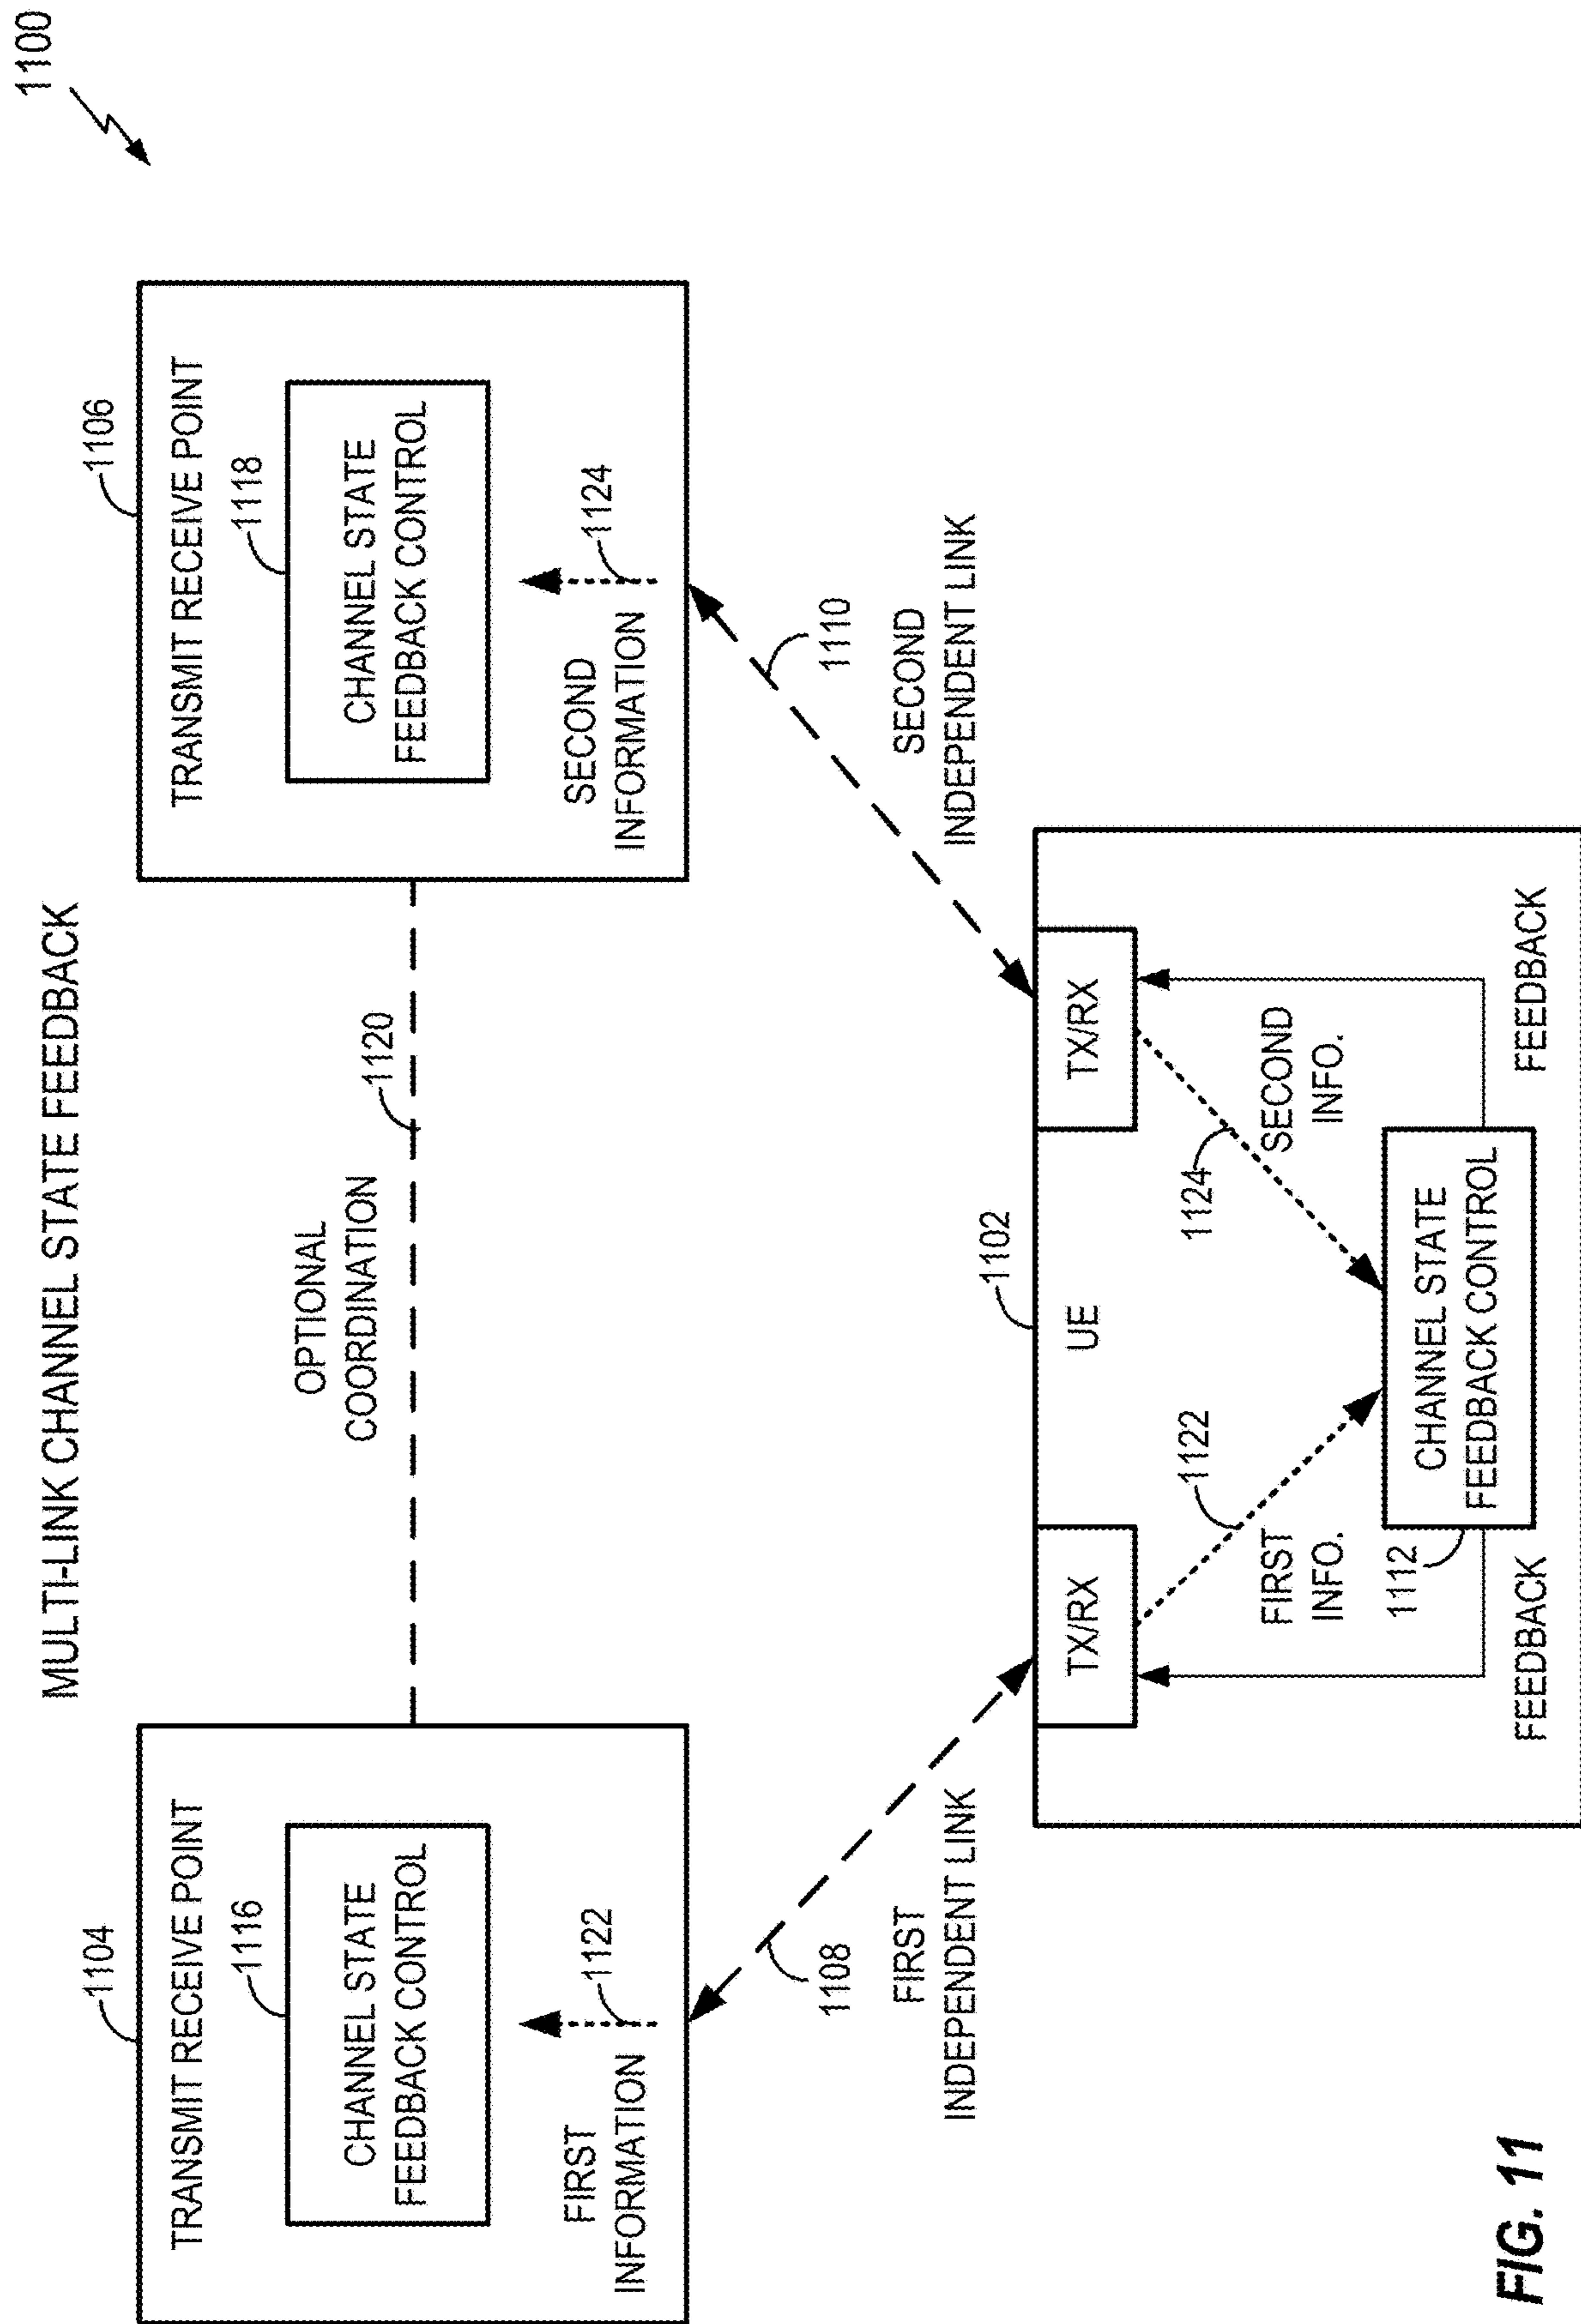 1100
MULTI-LINK CHANNEL STATE FEEDBACK
1104
TRANSMIT RECEIVE POINT
1116
CHANNEL STATE
FEEDBACK CONTROL
FIRST
INFORMATION
1122
OPTIONAL
COORDINATION
1120
1106
TRANSMIT RECEIVE POINT
1118
CHANNEL STATE
FEEDBACK CONTROL
SECOND
INFORMATION
1124
1108
FIRST
INDEPENDENT LINK
1110
SECOND
INDEPENDENT LINK
1102
UE
TX/RX
TX/RX
FIRST
INFO.
1122
1124
SECOND
INFO.
1112
CHANNEL STATE
FEEDBACK CONTROL
FEEDBACK
FEEDBACK
FIG. 11